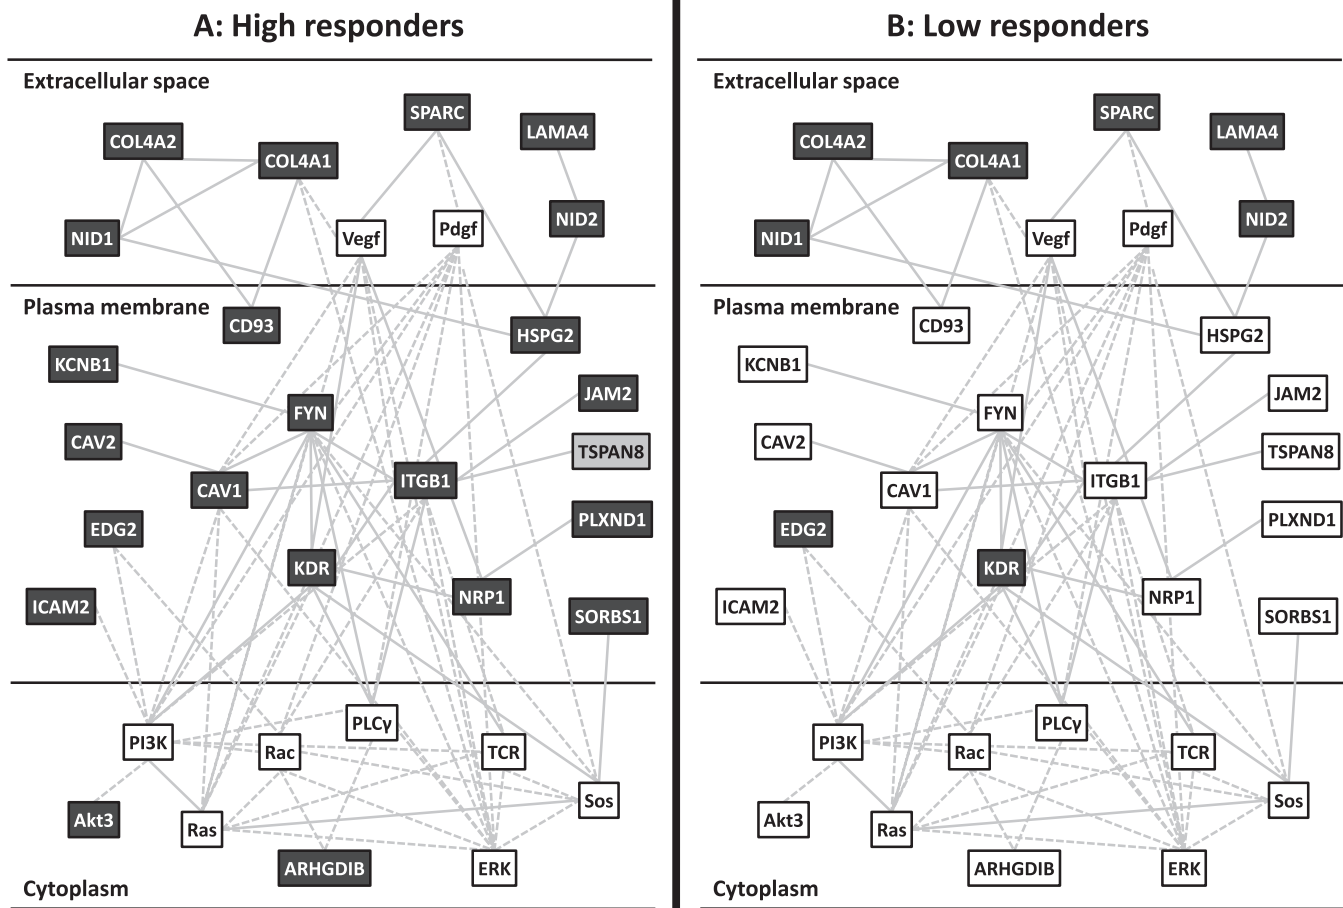 A: High responders
Extracellular space
SPARC
LAMA4
COL4A2
COL4A1
NID2
Pdgf
NID1
Vegf
Plasma membrane
CD93
HSPG2
KCNB1
JAM2
FYN
CAV2
TSPAN8
ITGB1
CAV1
PLXND1
EDG2
KDR
NRP1
ICAM2
SORBS1
PLCγ
PI3K
Rac
TCR
Sos
Akt3
Ras
ARHGDIB
ERK
Cytoplasm
B: Low responders
Extracellular space
SPARC
LAMA4
COL4A2
COL4A1
NID2
Pdgf
NID1
Vegf
Plasma membrane
CD93
HSPG2
KCNB1
JAM2
FYN
CAV2
TSPAN8
ITGB1
CAV1
PLXND1
EDG2
KDR
NRP1
ICAM2
SORBS1
PLCγ
PI3K
Rac
TCR
Sos
Akt3
Ras
ARHGDIB
ERK
Cytoplasm